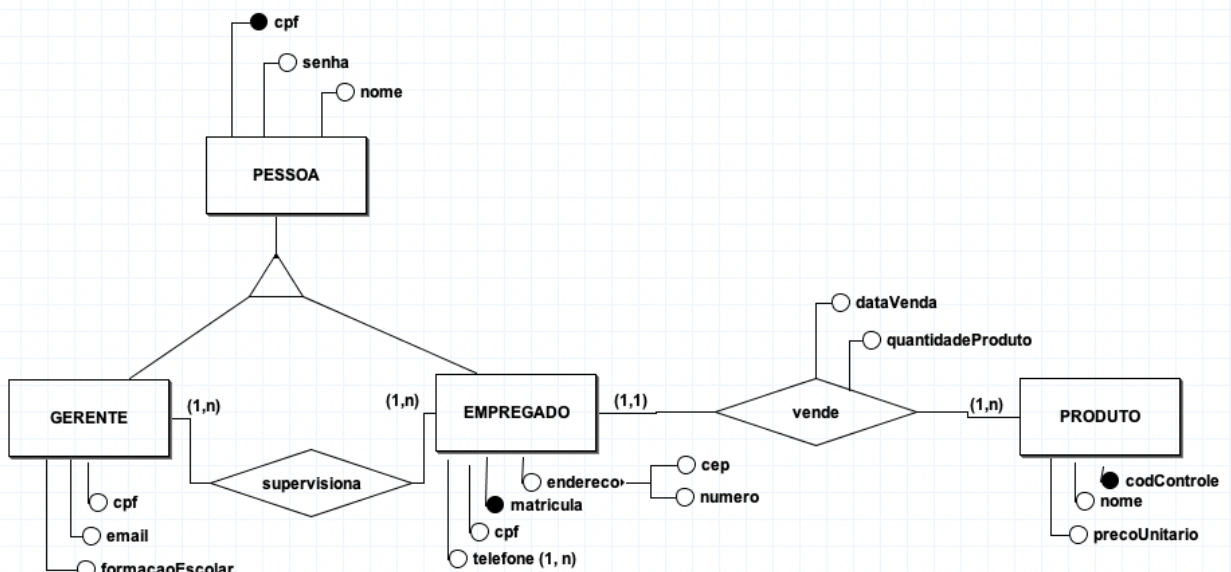 cpf
senha
nome
PESSOA
dataVenda
quantidadeProduto
GERENTE
(1,n)
(1,n)
EMPREGADO
(1,1)
vende
(1,n)
PRODUTO
supervisiona
cpf
email
formacaoEscolar
endereco
cep
numero
matricula
cpf
telefone (1, n)
codControle
nome
precoUnitario